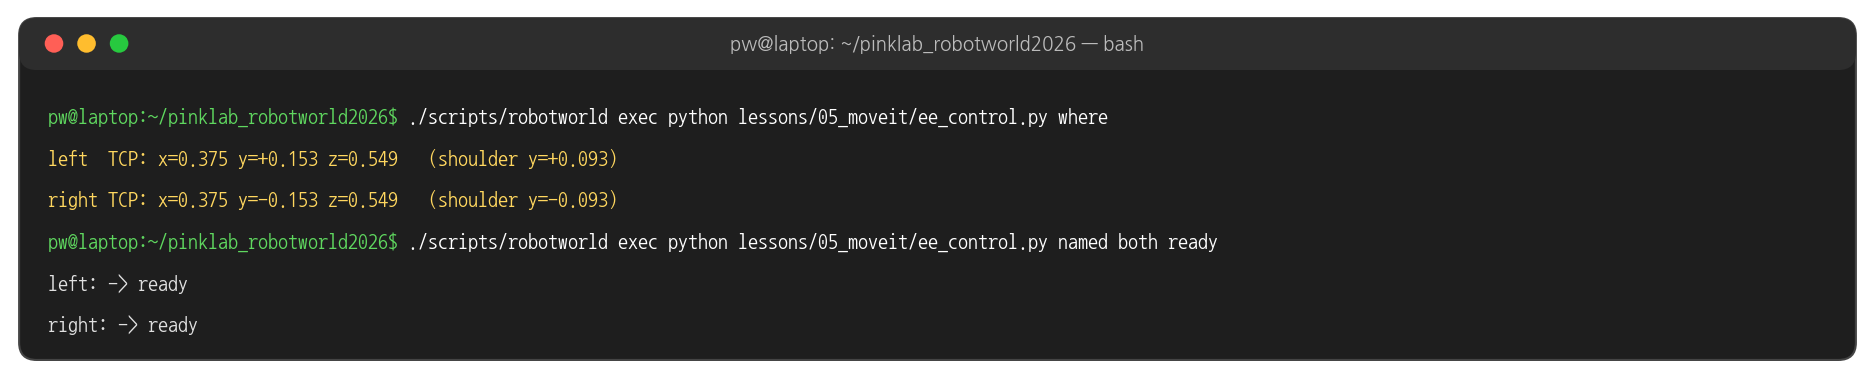 pw@laptop: ~/pinklab_robotworld2026 — bash
pw@laptop:~/pinklab_robotworld2026$ ./scripts/robotworld exec python lessons/05_moveit/ee_control.py where
left  TCP: x=0.375 y=+0.153 z=0.549   (shoulder y=+0.093)
right TCP: x=0.375 y=-0.153 z=0.549   (shoulder y=-0.093)
pw@laptop:~/pinklab_robotworld2026$ ./scripts/robotworld exec python lessons/05_moveit/ee_control.py named both ready
left: -> ready
right: -> ready